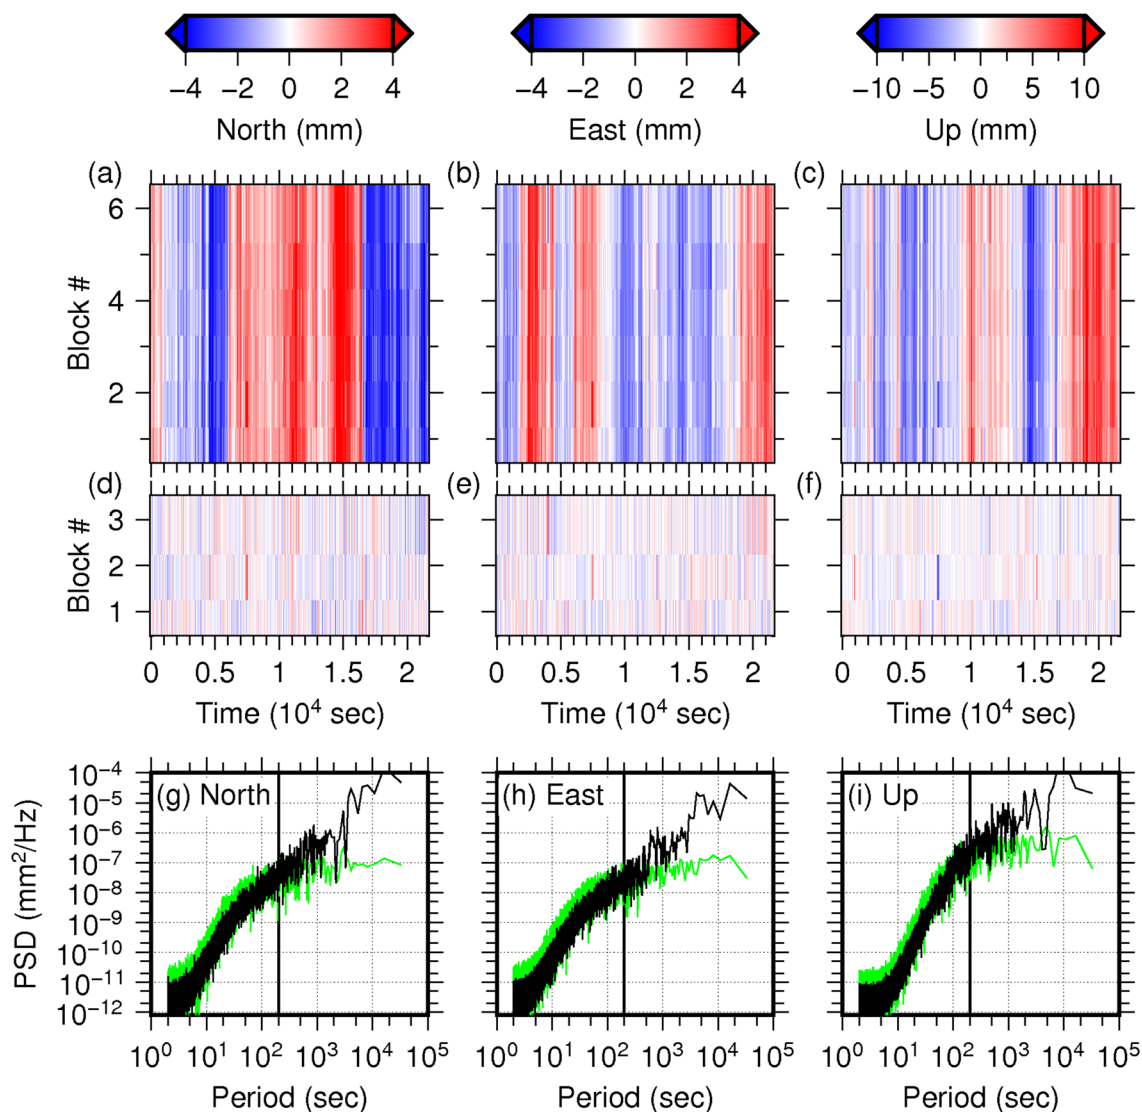 −4 −2 0 2 4 −4 −2 0 2 4 −10 −5 0 5 10
North (mm) East (mm) Up (mm)
(a) (b) (c)
6
4
2
Block #
(d) (e) (f)
3
2
1
Block #
0 0.5 1 1.5 2 0 0.5 1 1.5 2 0 0.5 1 1.5 2
Time (10⁴ sec) Time (10⁴ sec) Time (10⁴ sec)
(g) North (h) East (i) Up
10⁻⁴
10⁻⁵
10⁻⁶
10⁻⁷
10⁻⁸
10⁻⁹
10⁻¹⁰
10⁻¹¹
10⁻¹²
PSD (mm²/Hz)
10⁰ 10¹ 10² 10³ 10⁴ 10⁵ 10⁰ 10¹ 10² 10³ 10⁴ 10⁵ 10⁰ 10¹ 10² 10³ 10⁴ 10⁵
Period (sec) Period (sec) Period (sec)